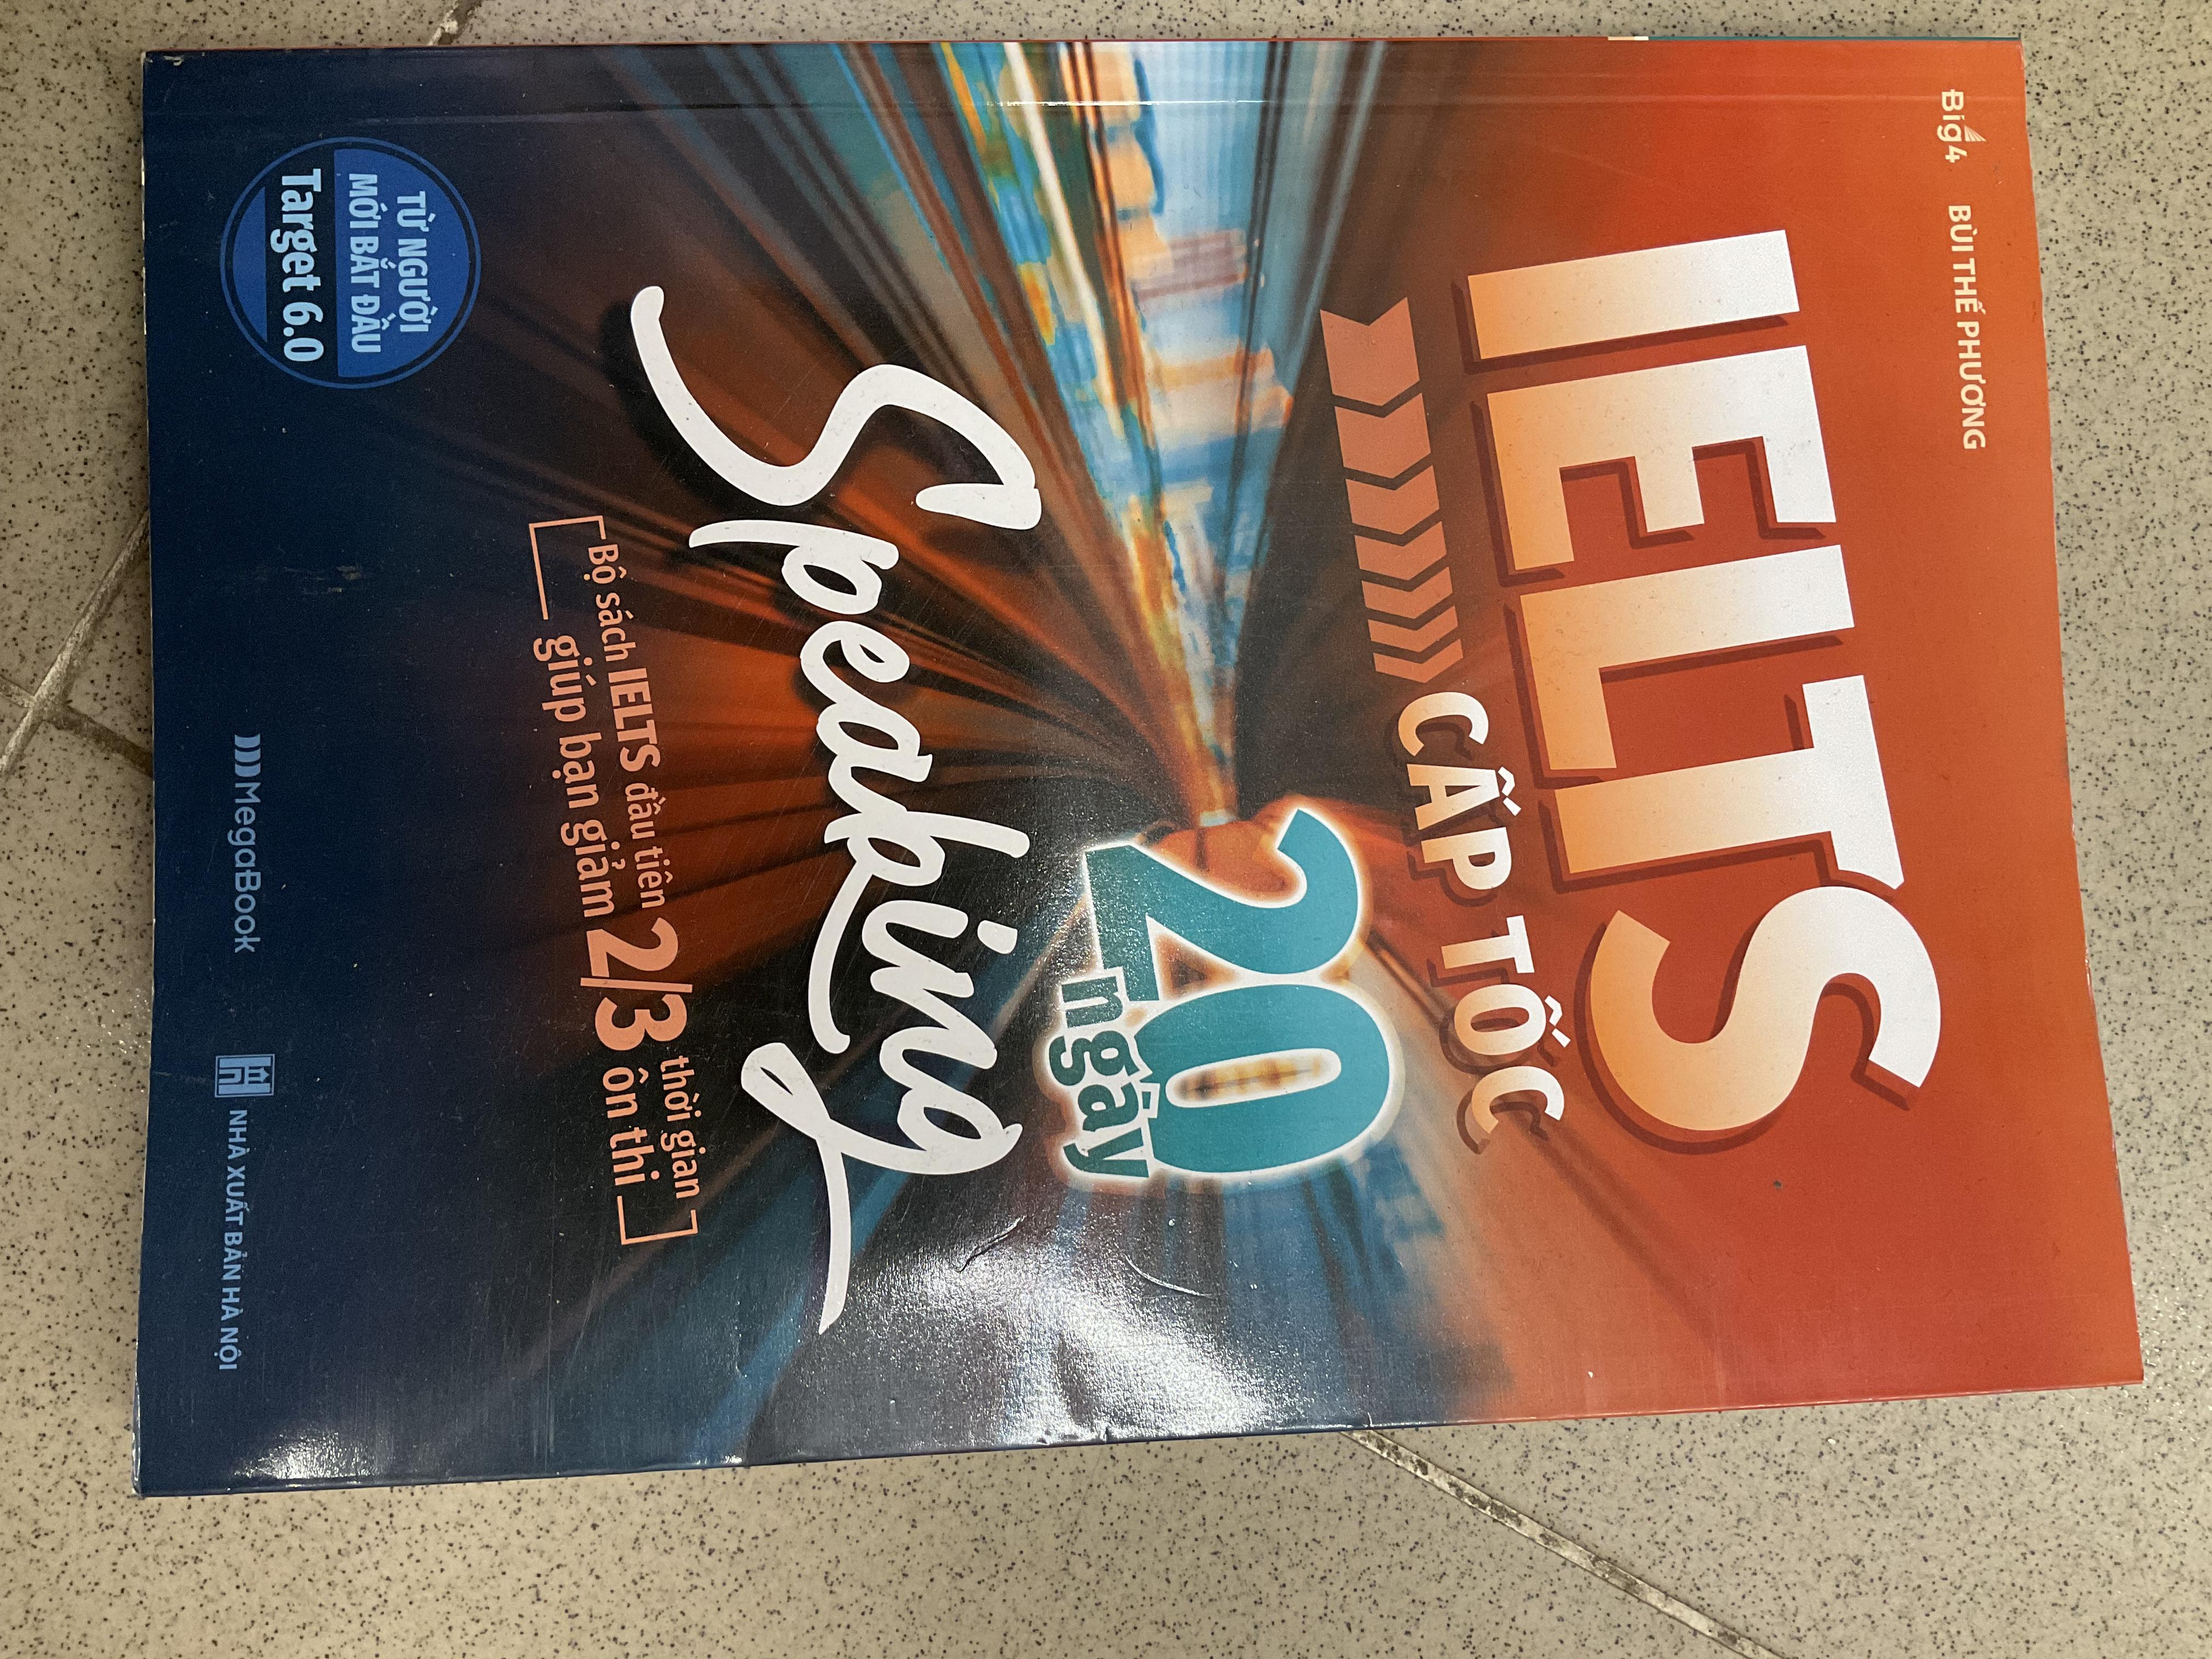 Big4 BÙI THẾ PHƯƠNG
IELTS
CẤP TỐC
20
ngày
Speaking
Bộ sách IELTS đầu tiên
giúp bạn giảm 2/3 thời gian
ôn thi
TỪ NGƯỜI
MỚI BẮT ĐẦU
Target 6.0
MegaBook
NHÀ XUẤT BẢN HÀ NỘI